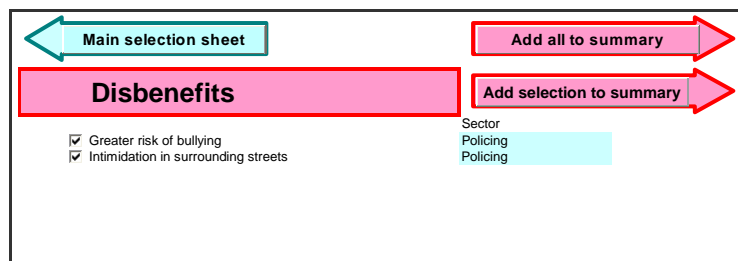 Main selection sheet
Add all to summary
Disbenefits
Add selection to summary
Sector
Greater risk of bullying
Policing
Intimidation in surrounding streets
Policing